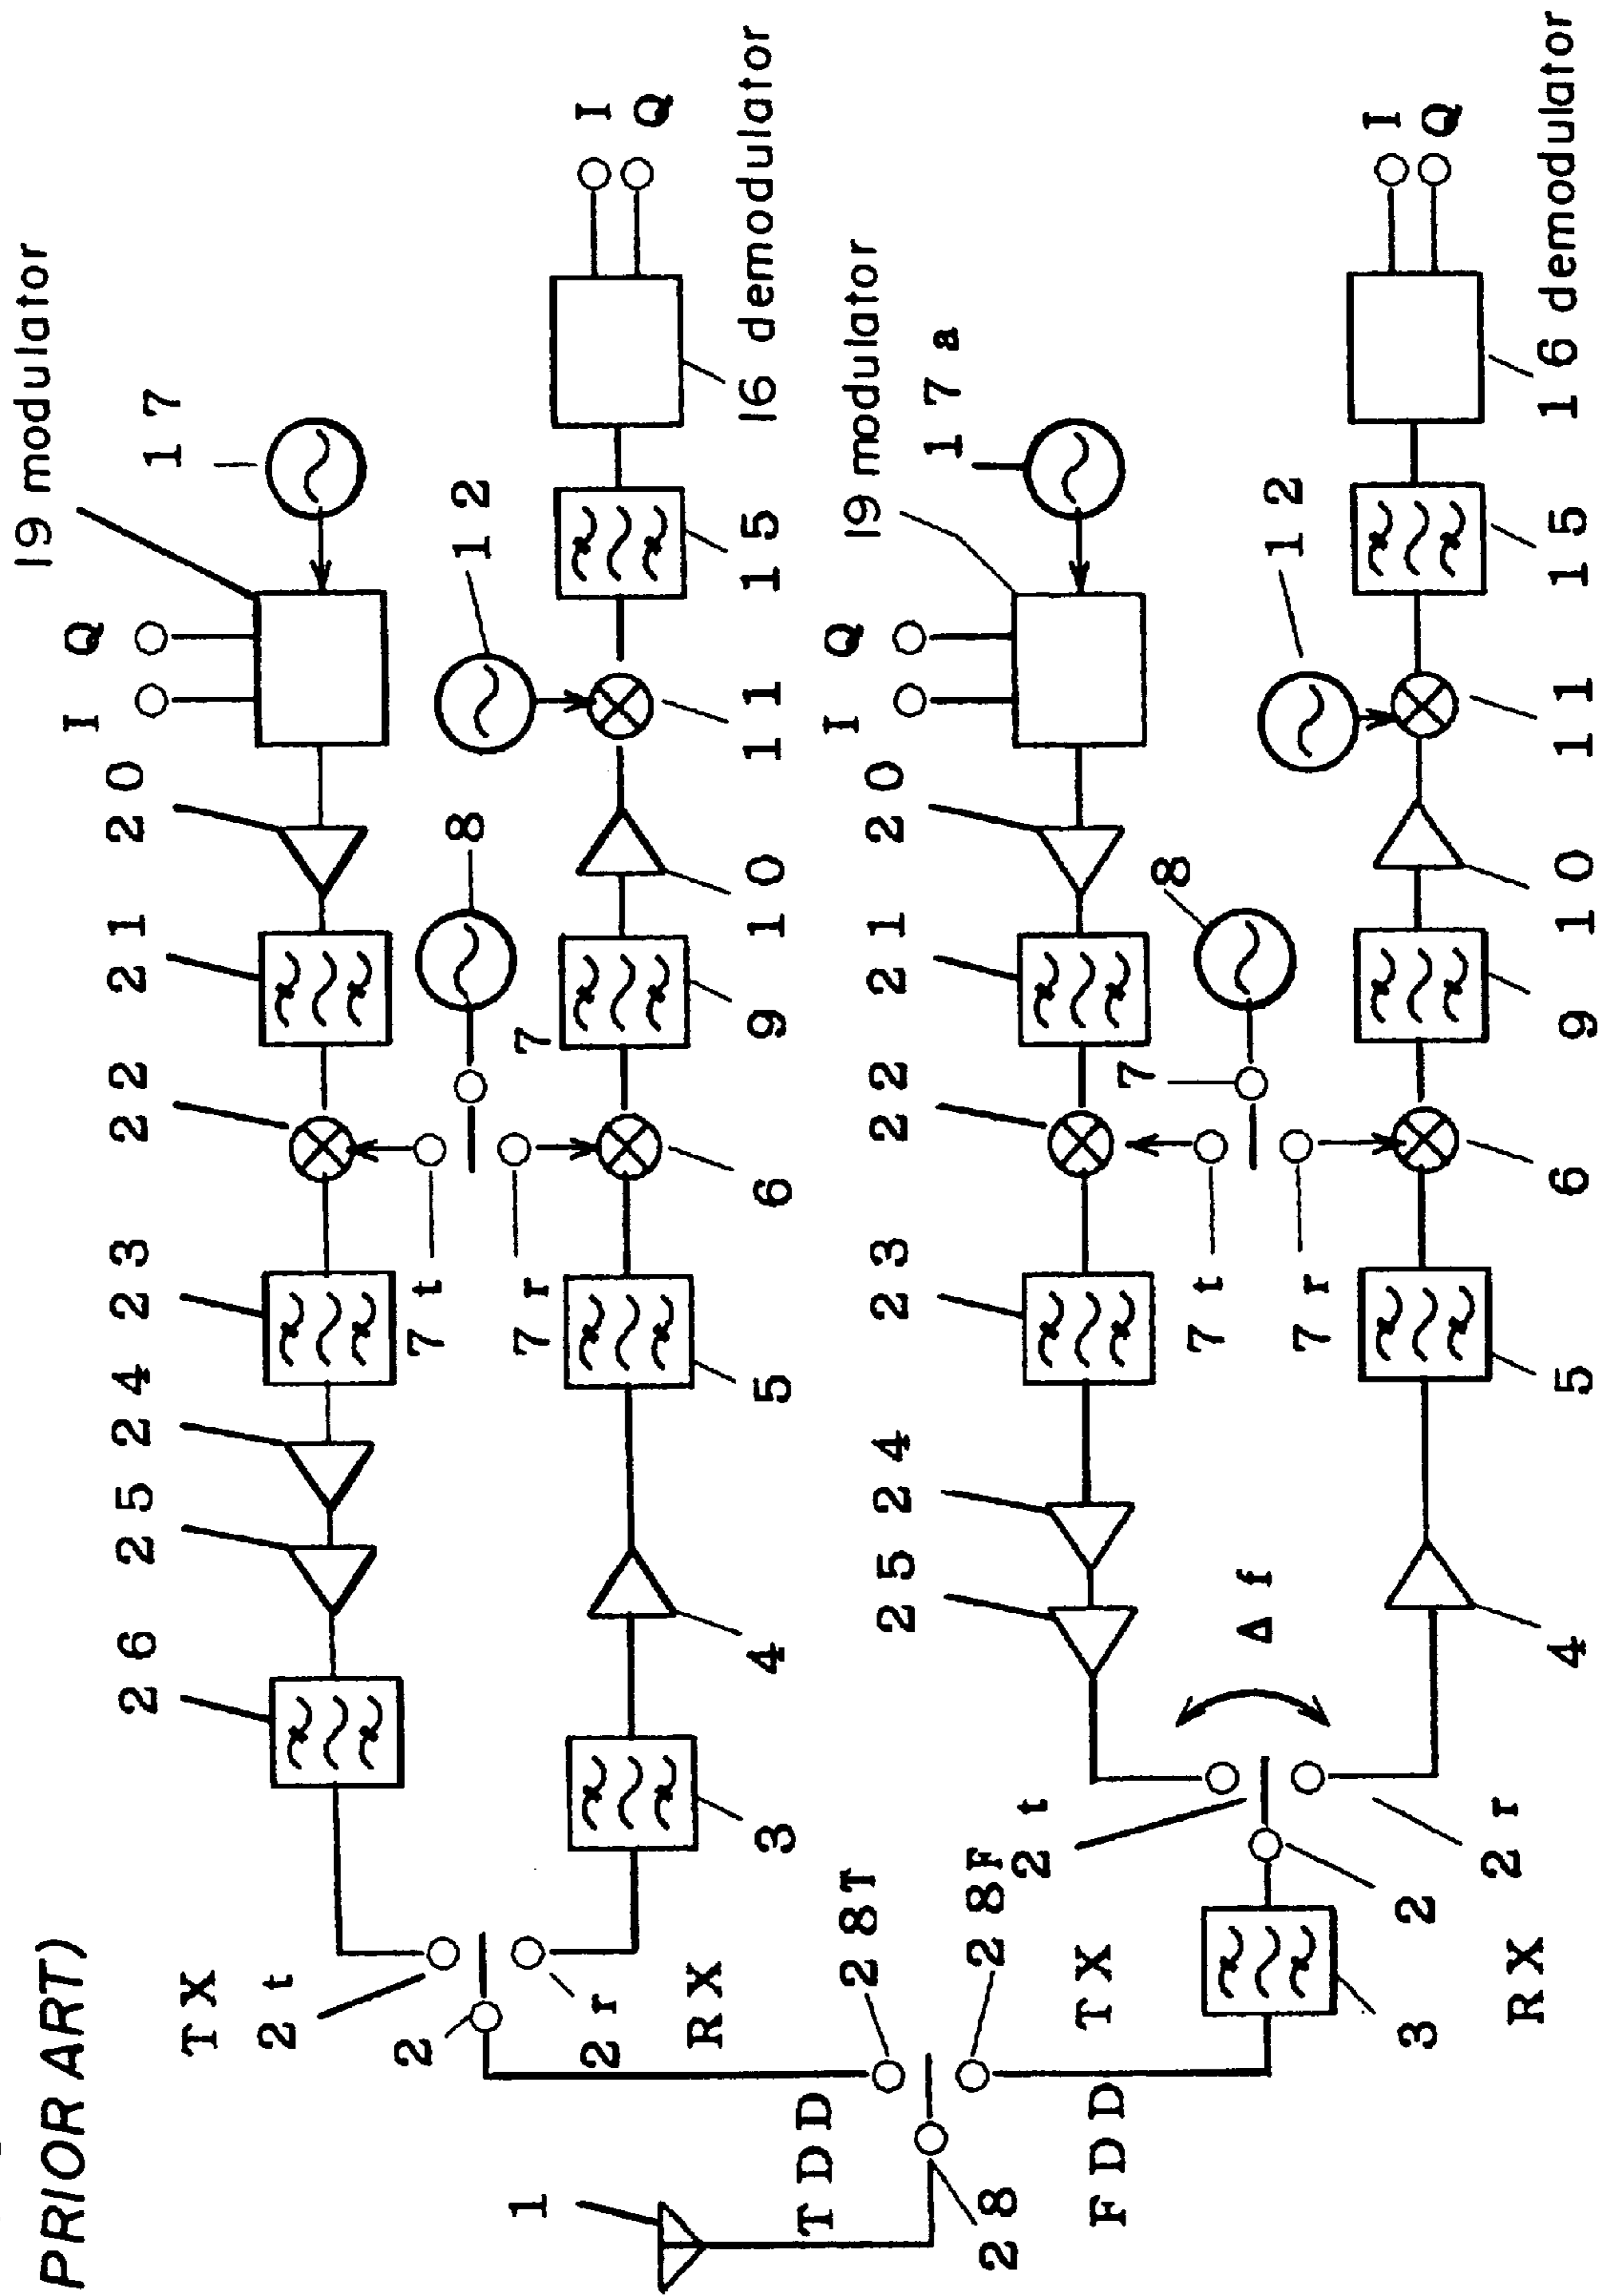 PRIOR ART)
19 modulator
17
I Q
20
21
22
23
24
25
26
TX
2t
2
2r
RX
7t
7r
7
8
12
I
Q
16 demodulator
15
11
10
9
6
5
4
3
1
TDD
28T
28
28F
FDD
19 modulator
17a
I Q
20
21
22
23
24
25
Δf
TX
2t
2
2r
RX
7t
7r
7
8
12
I
Q
16 demodulator
15
11
10
9
6
5
4
3